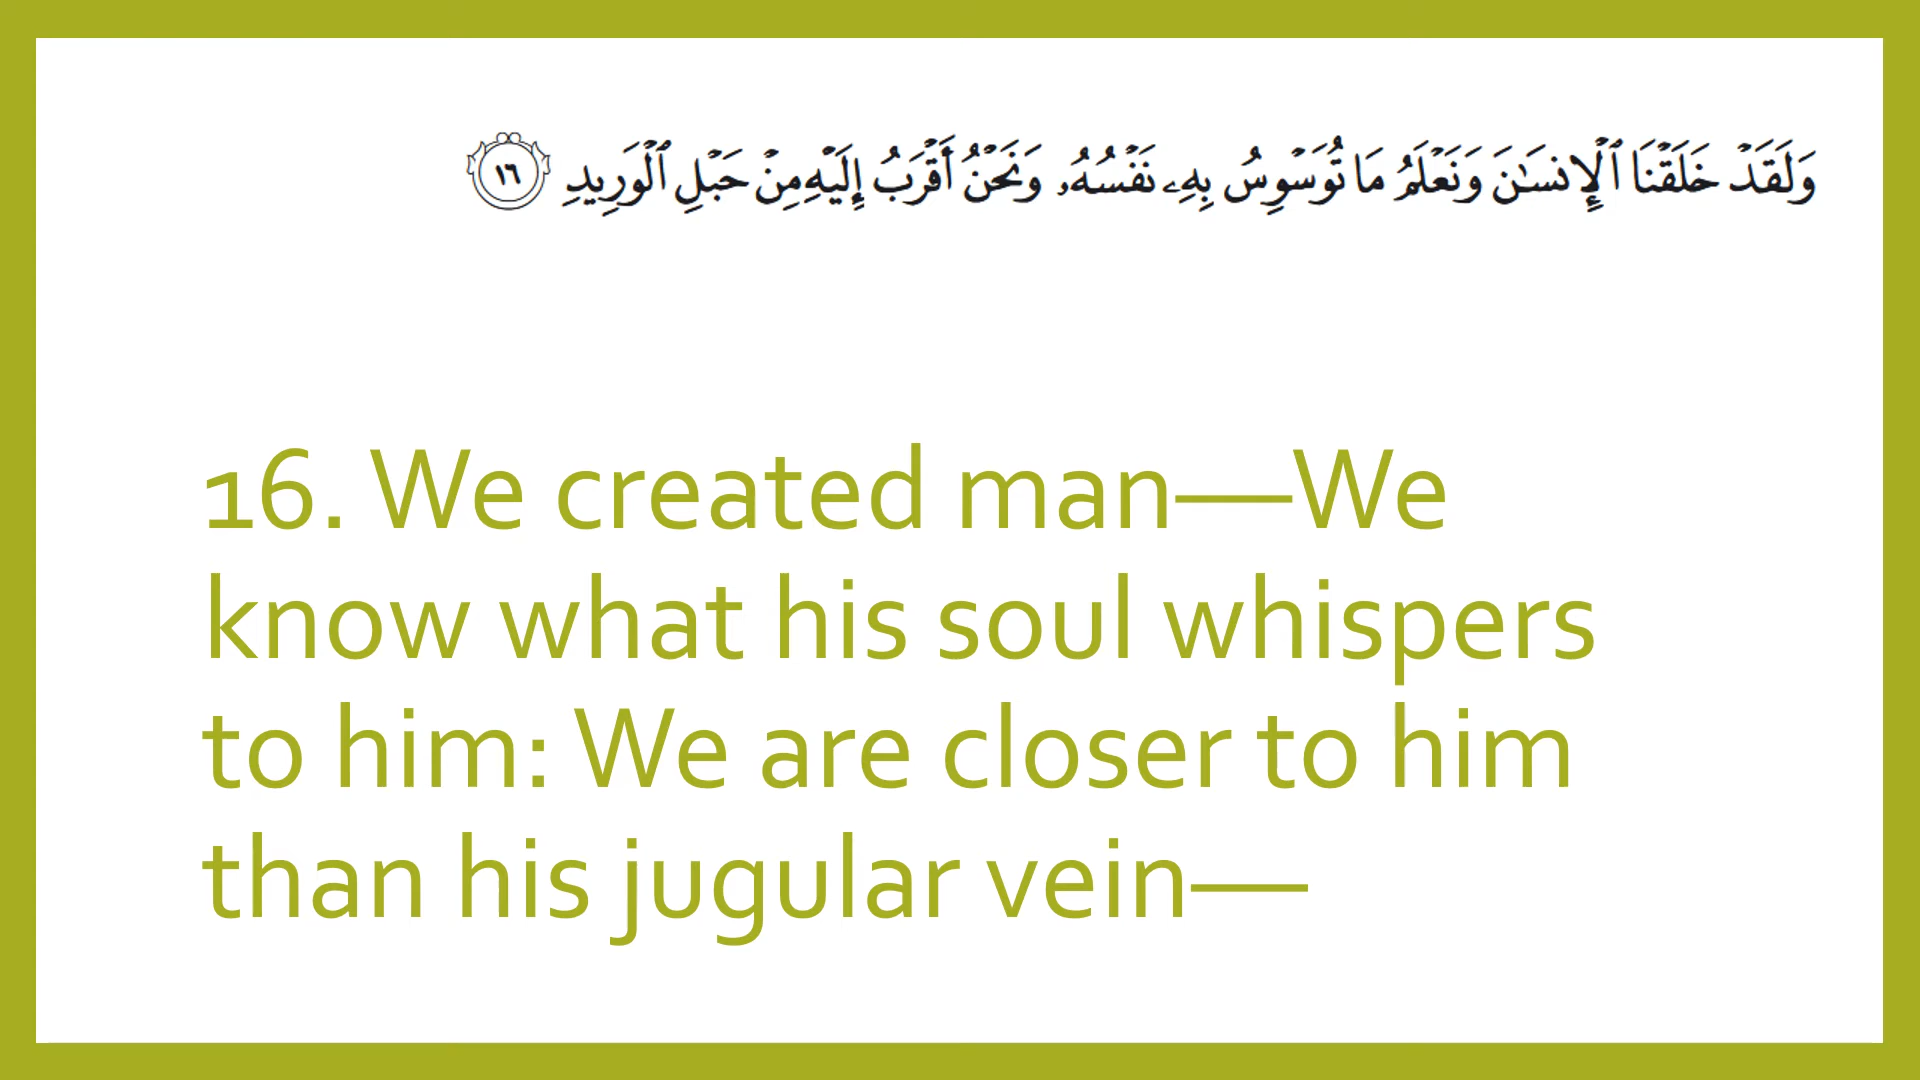 وَلَقَدۡ خَلَقۡنَا ٱلۡإِنسَٰنَ وَنَعۡلَمُ مَا تُوَسۡوِسُ بِهِۦ نَفۡسُهُۥ وَنَحۡنُ أَقۡرَبُ إِلَيۡهِ مِنۡ حَبۡلِ ٱلۡوَرِيدِ ١٦
16. We created man—We
know what his soul whispers
to him: We are closer to him
than his jugular vein—